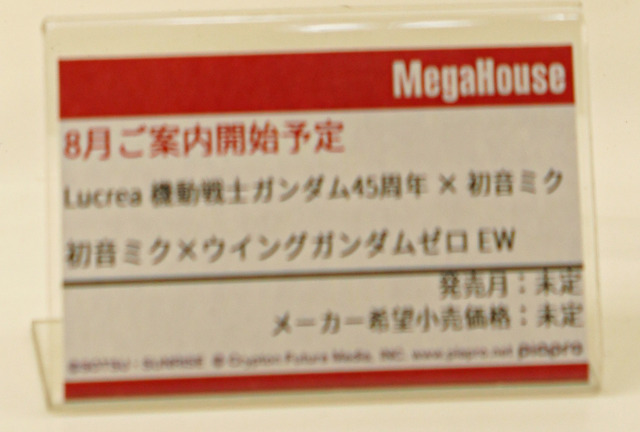 MegaHouse
8月ご案内開始予定
Lucrea 機動戦士ガンダム45周年 × 初音ミク
初音ミク×ウイングガンダムゼロ EW
発売月：未定
メーカー希望小売価格：未定
©SOTSU・SUNRISE © Crypton Future Media, INC. www.piapro.net piapro